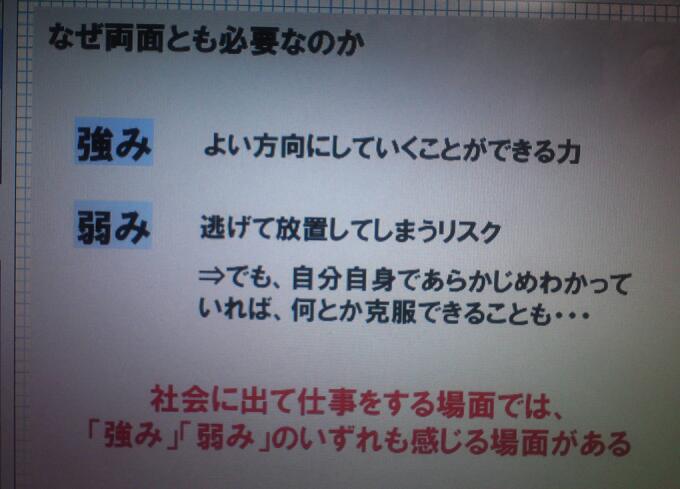 なぜ両面とも必要なのか
強み よい方向にしていくことができる力
弱み 逃げて放置してしまうリスク
⇒でも、自分自身であらかじめわかって
いれば、何とか克服できることも・・・
社会に出て仕事をする場面では、
「強み」「弱み」のいずれも感じる場面がある